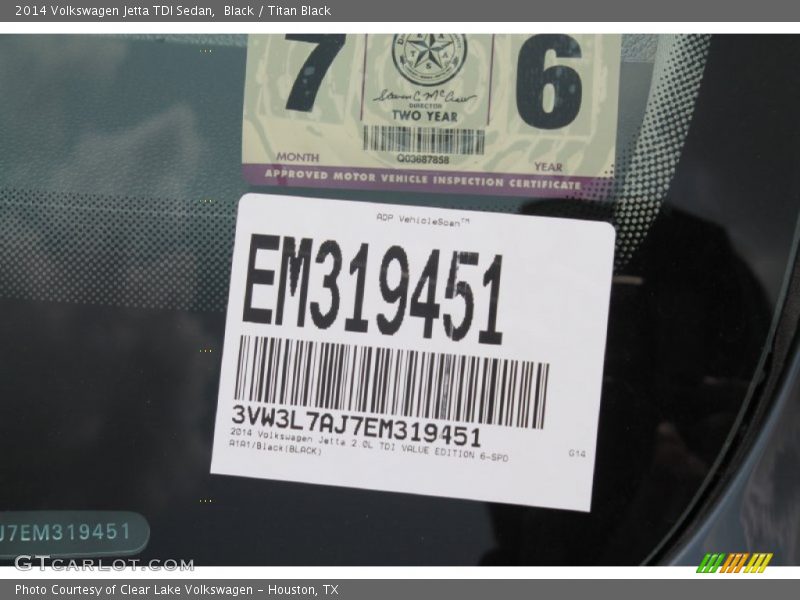 2014 Volkswagen Jetta TDI Sedan, Black / Titan Black
7
6
DIRECTOR
TWO YEAR
Q03687858
MONTH
YEAR
APPROVED MOTOR VEHICLE INSPECTION CERTIFICATE
ADP VehicleScan™
EM319451
3VW3L7AJ7EM319451
2014 Volkswagen Jetta 2.0L TDI VALUE EDITION 6-SPD
A1A1/Black(BLACK)
G14
J7EM319451
GTCARLOT.COM
Photo Courtesy of Clear Lake Volkswagen – Houston, TX